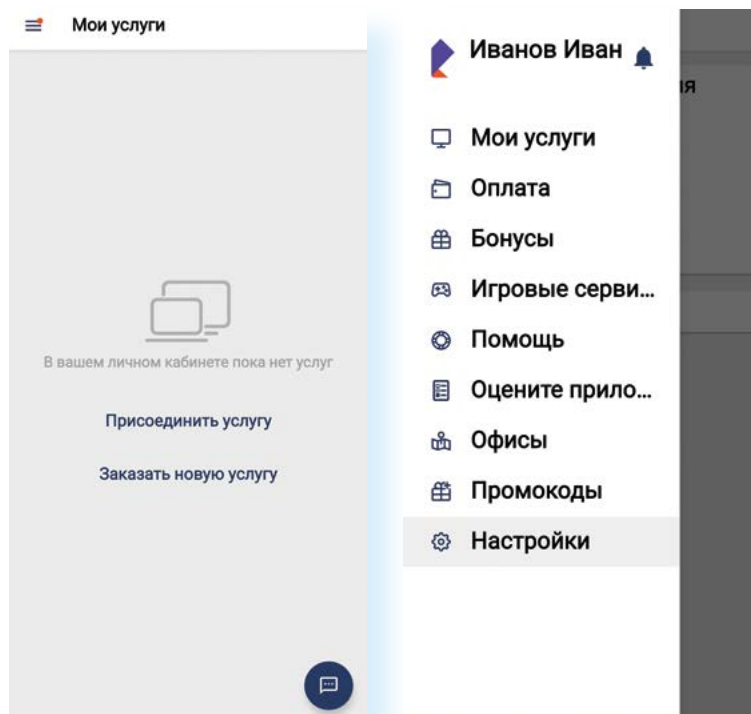 Мои услуги
В вашем личном кабинете пока нет услуг
Присоединить услугу
Заказать новую услугу
Иванов Иван
Мои услуги
Оплата
Бонусы
Игровые серви...
Помощь
Оцените прило...
Офисы
Промокоды
Настройки
ия